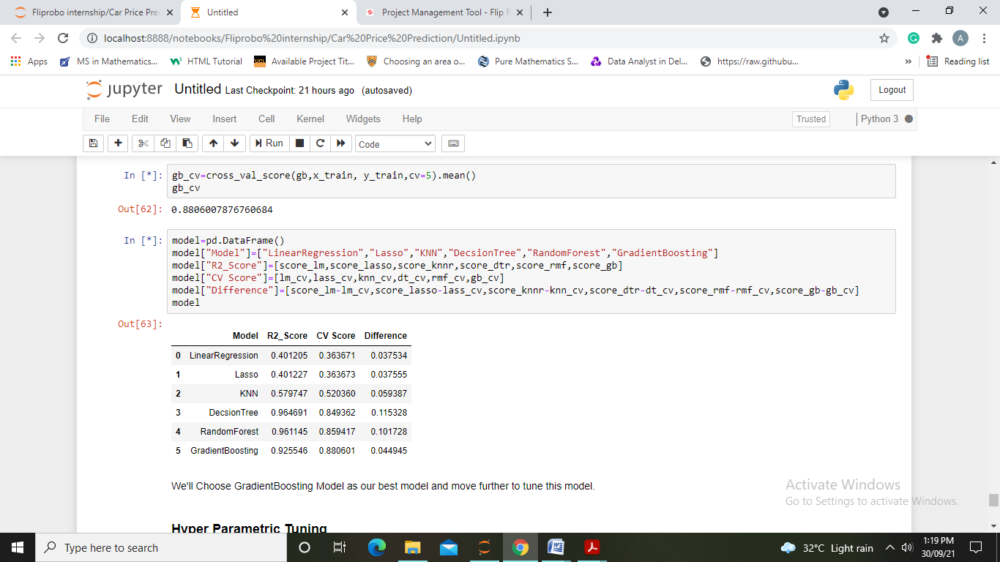 Fliprobo internship/Car Price Pre
Untitled
Project Management Tool - Flip R
localhost:8888/notebooks/Fliprobo%20internship/Car%20Price%20Prediction/Untitled.ipynb
A
Apps
MS in Mathematics...
HTML Tutorial
UCL
Available Project Tit...
Choosing an area o...
Pure Mathematics S...
Data Analyst in Del...
https://raw.githubu...
»
Reading list
jupyter Untitled Last Checkpoint: 21 hours ago (autosaved)
Logout
File Edit View Insert Cell Kernel Widgets Help
Trusted
Python 3
Run
Code
In [*]: gb_cv=cross_val_score(gb,x_train, y_train,cv=5).mean()
gb_cv
Out[62]: 0.8806007876760684
In [*]: model=pd.DataFrame()
model["Model"]=["LinearRegression","Lasso","KNN","DecsionTree","RandomForest","GradientBoosting"]
model["R2_Score"]=[score_lm,score_lasso,score_knnr,score_dtr,score_rmf,score_gb]
model["CV Score"]=[lm_cv,lass_cv,knn_cv,dt_cv,rmf_cv,gb_cv]
model["Difference"]=[score_lm-lm_cv,score_lasso-lass_cv,score_knnr-knn_cv,score_dtr-dt_cv,score_rmf-rmf_cv,score_gb-gb_cv]
model
Out[63]:
Model R2_Score CV Score Difference
0 LinearRegression 0.401205 0.363671 0.037534
1 Lasso 0.401227 0.363673 0.037555
2 KNN 0.579747 0.520360 0.059387
3 DecsionTree 0.964691 0.849362 0.115328
4 RandomForest 0.961145 0.859417 0.101728
5 GradientBoosting 0.925546 0.880601 0.044945
We'll Choose GradientBoosting Model as our best model and move further to tune this model.
Activate Windows
Go to Settings to activate Windows.
Hyper Parametric Tuning
Type here to search
32°C Light rain
1:19 PM
30/09/21